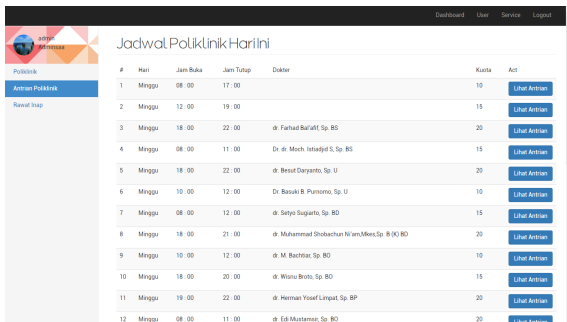 Dashboard User Service Logout
admin
Adminsaa
Jadwal Poliklinik Hari Ini
Poliklinik
Antrian Poliklinik
Rawat Inap
# Hari Jam Buka Jam Tutup Dokter Kuota Act
1 Minggu 08 : 00 17 : 00 10 Lihat Antrian
2 Minggu 12 : 00 19 : 00 15 Lihat Antrian
3 Minggu 18 : 00 22 : 00 dr. Farhad Bal'afif, Sp. BS 20 Lihat Antrian
4 Minggu 08 : 00 11 : 00 Dr. dr. Moch. Istiadjid S, Sp. BS 15 Lihat Antrian
5 Minggu 18 : 00 22 : 00 dr. Besut Daryanto, Sp. U 20 Lihat Antrian
6 Minggu 10 : 00 12 : 00 Dr. Basuki B. Purnomo, Sp. U 10 Lihat Antrian
7 Minggu 08 : 00 12 : 00 dr. Setyo Sugiarto, Sp. BD 15 Lihat Antrian
8 Minggu 18 : 00 21 : 00 dr. Muhammad Shobachun Ni'am,Mkes,Sp. B (K) BD 20 Lihat Antrian
9 Minggu 10 : 00 12 : 00 dr. M. Bachtiar, Sp. BO 10 Lihat Antrian
10 Minggu 18 : 00 20 : 00 dr. Wisnu Broto, Sp. BO 15 Lihat Antrian
11 Minggu 19 : 00 22 : 00 dr. Herman Yosef Limpat, Sp. BP 20 Lihat Antrian
12 Minggu 08 : 00 11 : 00 dr. Edi Mustamsir, Sp. BO 20 Lihat Antrian